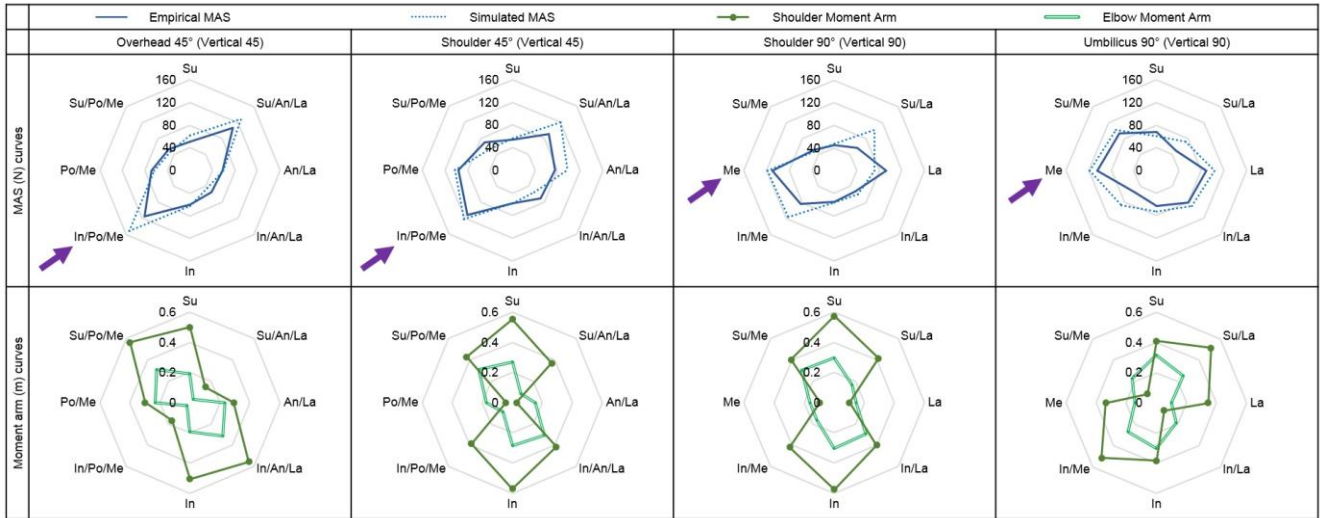 Empirical MAS Simulated MAS Shoulder Moment Arm Elbow Moment Arm
Overhead 45° (Vertical 45) Shoulder 45° (Vertical 45) Shoulder 90° (Vertical 90) Umbilicus 90° (Vertical 90)
MAS (N) curves
Su Su Su Su
160 160 160 160
Su/Po/Me Su/An/La Su/Po/Me Su/An/La Su/Me Su/La Su/Me Su/La
120 120 120 120
80 80 80 80
40 40 40 40
Po/Me 0 An/La Po/Me 0 An/La Me 0 La Me 0 La
In/Po/Me In/An/La In/Po/Me In/An/La In/Me In/La In/Me In/La
In In In In
Moment arm (m) curves
Su Su Su Su
0.6 0.6 0.6 0.6
Su/Po/Me Su/An/La Su/Po/Me Su/An/La Su/Me Su/La Su/Me Su/La
0.4 0.4 0.4 0.4
0.2 0.2 0.2 0.2
Po/Me 0 An/La Po/Me 0 An/La Me 0 La Me 0 La
In/Po/Me In/An/La In/Po/Me In/An/La In/Me In/La In/Me In/La
In In In In